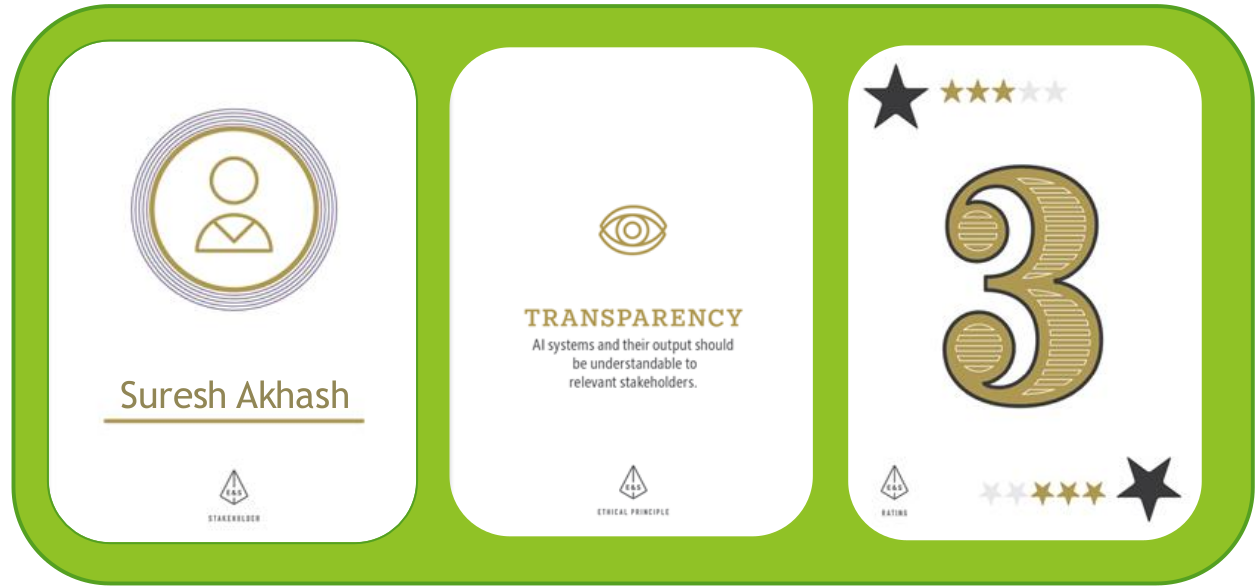 Suresh Akhash
E&S
STAKEHOLDER
TRANSPARENCY
AI systems and their output should
be understandable to
relevant stakeholders.
E&S
ETHICAL PRINCIPLE
3
E&S
RATING